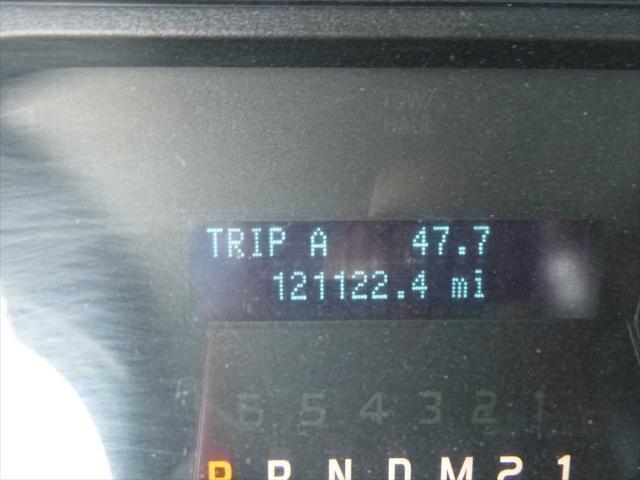 TOW/
HAUL
TRIP A 47.7
121122.4 mi
6 5 4 3 2 1
P R N D M 2 1